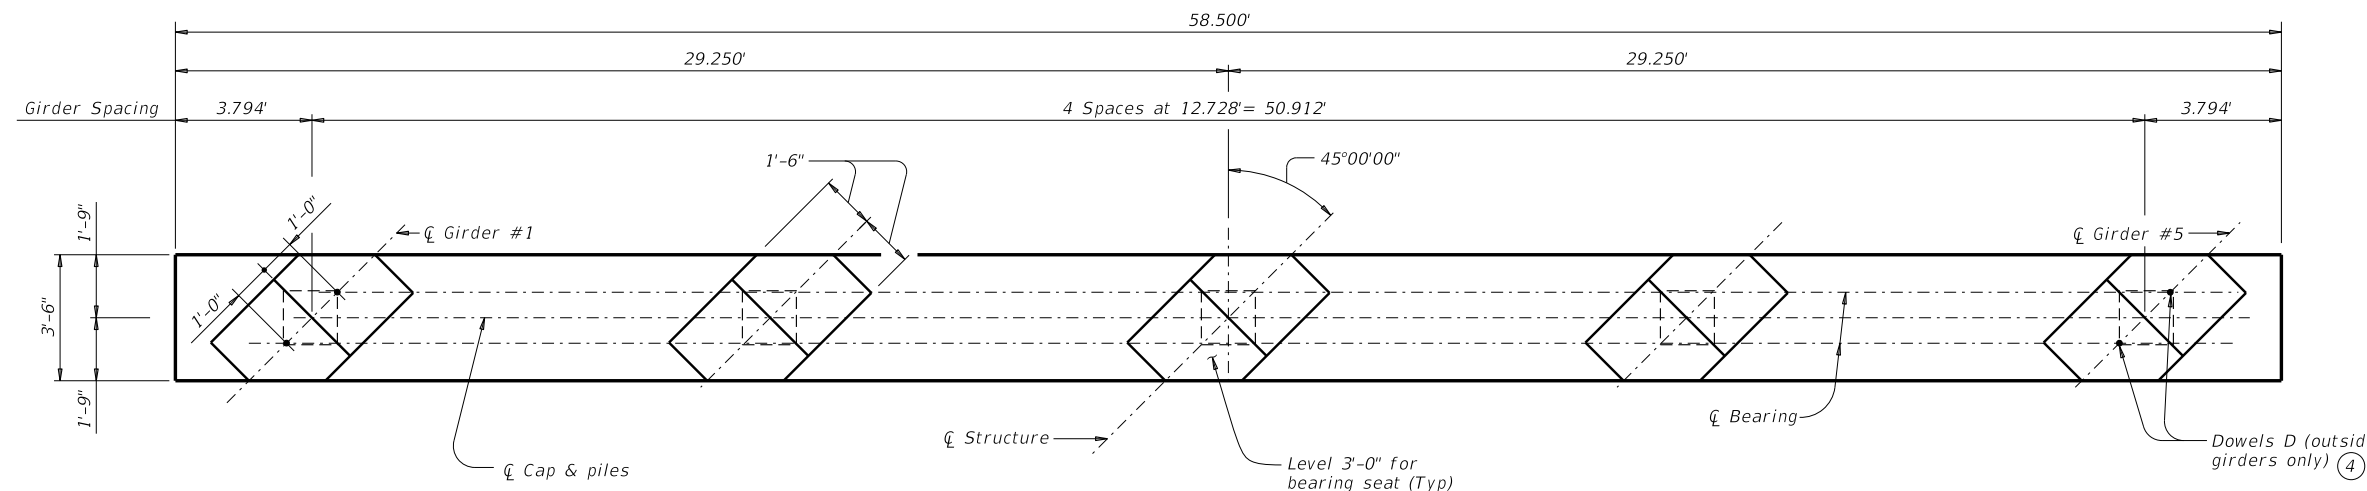 58.500'
29.250'
29.250'
Girder Spacing
3.794'
4 Spaces at 12.728'= 50.912'
3.794'
1'-6"
45°00'00"
1'-9"
1'-0"
℄ Girder #1
℄ Girder #5
3'-6"
1'-0"
1'-9"
℄ Bearing
℄ Structure
℄ Cap & piles
Level 3'-0" for
bearing seat (Typ)
Dowels D (outsid
girders only) 4